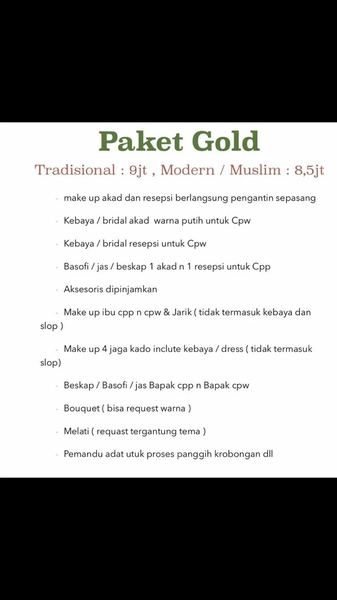 Paket Gold
Tradisional : 9jt , Modern / Muslim : 8,5jt
· make up akad dan resepsi berlangsung pengantin sepasang
· Kebaya / bridal akad warna putih untuk Cpw
· Kebaya / bridal resepsi untuk Cpw
· Basofi / jas / beskap 1 akad n 1 resepsi untuk Cpp
· Aksesoris dipinjamkan
· Make up ibu cpp n cpw & Jarik ( tidak termasuk kebaya dan
slop )
· Make up 4 jaga kado inclute kebaya / dress ( tidak termasuk
slop)
· Beskap / Basofi / jas Bapak cpp n Bapak cpw
· Bouquet ( bisa request warna )
· Melati ( requast tergantung tema )
· Pemandu adat utuk proses panggih krobongan dll